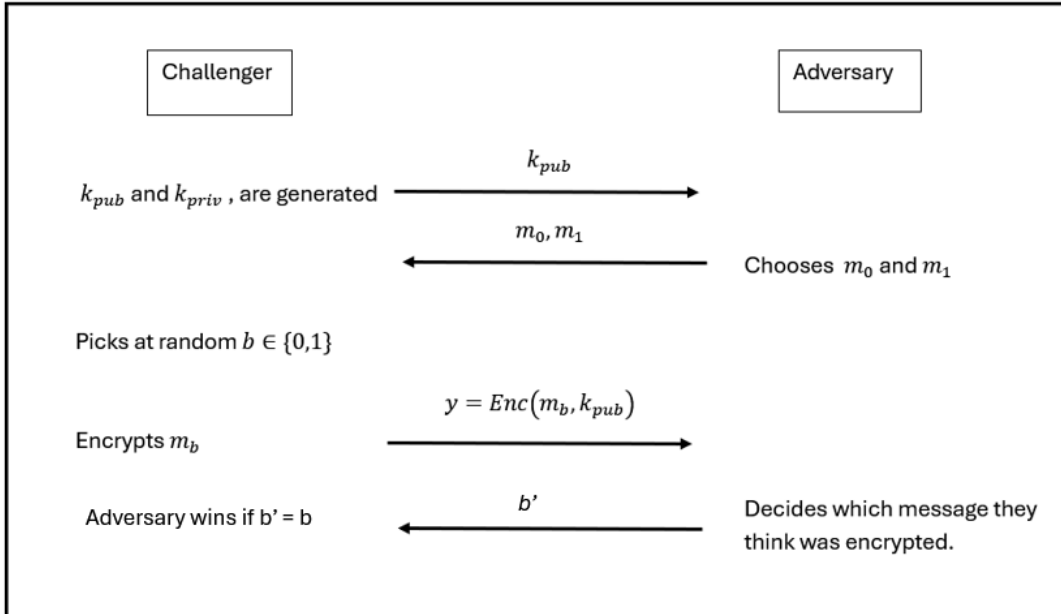 Challenger
Adversary
k_pub
k_pub and k_priv , are generated
m_0, m_1
Chooses m_0 and m_1
Picks at random b ∈ {0,1}
y = Enc(m_b, k_pub)
Encrypts m_b
b'
Adversary wins if b' = b
Decides which message they
think was encrypted.